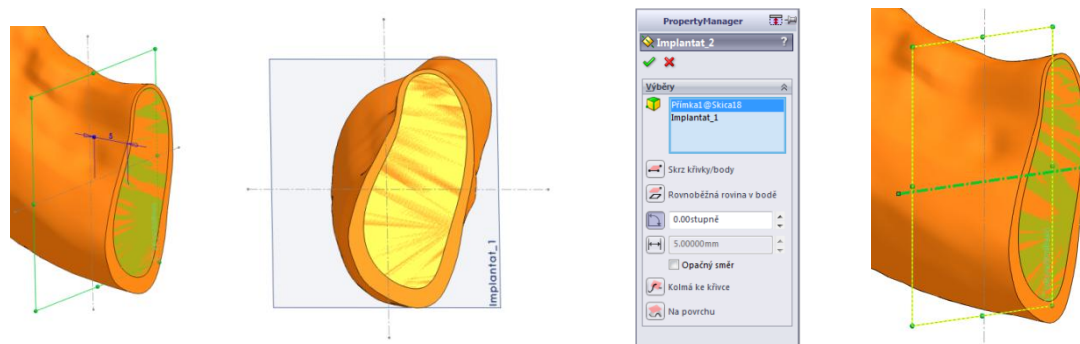 5
Implantat_1
PropertyManager
Implantat_2 ?
Výběry
Přímka1@Skica18
Implantat_1
Skrz křivky/body
Rovnoběžná rovina v bodě
0.00stupně
5.00000mm
Opačný směr
Kolmá ke křivce
Na povrchu